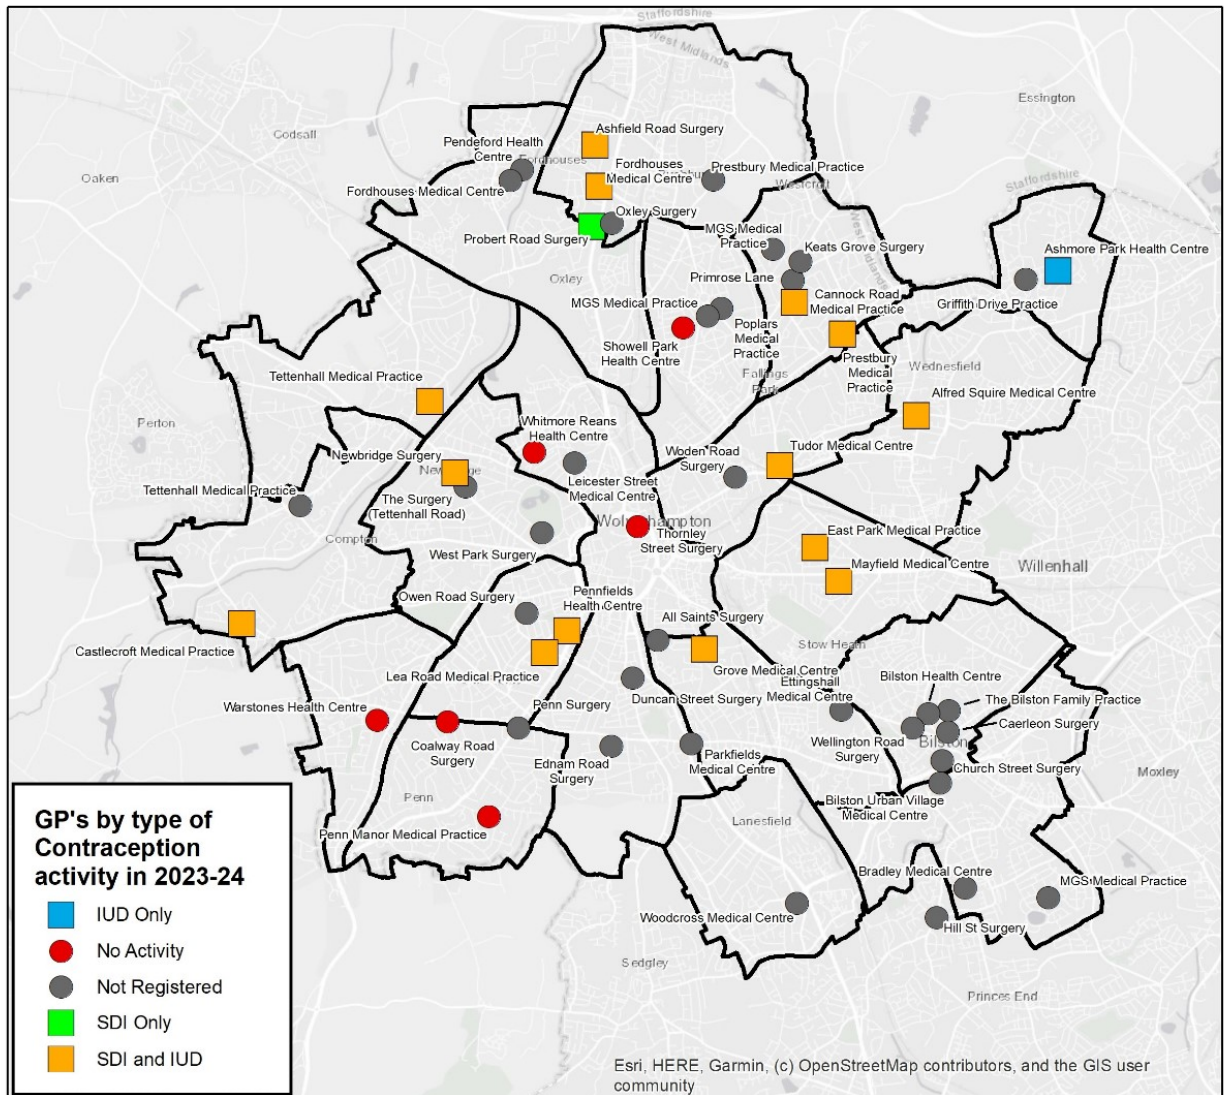 Staffordshire
West Midlands
Essington
Codsall
Oaken
Ashfield Road Surgery
Pendeford Health
Centre
Fordhouses
Fordhouses
Medical Centre
Prestbury Medical Practice
Westcroft
Staffordshire
Fordhouses Medical Centre
Oxley Surgery
Probert Road Surgery
MGS Medical
Practice
Keats Grove Surgery
Ashmore Park Health Centre
Oxley
Primrose Lane
MGS Medical Practice
Cannock Road
Medical Practice
Griffith Drive Practice
Poplars
Medical
Practice
Showell Park
Health Centre
Prestbury
Medical
Practice
Wednesfield
Fallings
Park
Tettenhall Medical Practice
Alfred Squire Medical Centre
Perton
Whitmore Reans
Health Centre
Newbridge Surgery
Woden Road
Surgery
Tudor Medical Centre
Tettenhall Medical Practice
The Surgery
(Tettenhall Road)
Leicester Street
Medical Centre
Wolverhampton
Thornley
Street Surgery
East Park Medical Practice
Compton
West Park Surgery
Mayfield Medical Centre
Willenhall
Owen Road Surgery
Pennfields
Health Centre
All Saints Surgery
Stow Heath
Castlecroft Medical Practice
Lea Road Medical Practice
Grove Medical Centre
Ettingshall
Medical Centre
Bilston Health Centre
Warstones Health Centre
Penn Surgery
Duncan Street Surgery
The Bilston Family Practice
Caerleon Surgery
Coalway Road
Surgery
Ednam Road
Surgery
Parkfields
Medical Centre
Wellington Road
Surgery
Bilston
Church Street Surgery
Moxley
Penn
Bilston Urban Village
Medical Centre
Penn Manor Medical Practice
Lanesfield
Bradley Medical Centre
MGS Medical Practice
Woodcross Medical Centre
Hill St Surgery
Sedgley
Princes End
GP's by type of
Contraception
activity in 2023-24
IUD Only
No Activity
Not Registered
SDI Only
SDI and IUD
Esri, HERE, Garmin, (c) OpenStreetMap contributors, and the GIS user
community